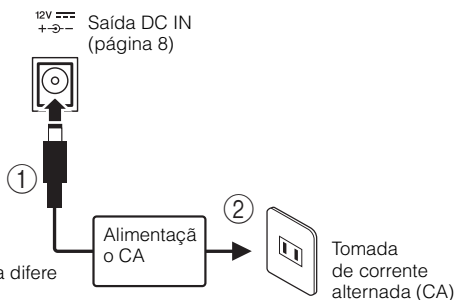 12V
Saída DC IN
(página 8)
①
②
Alimentaçã
o CA
a difere
Tomada
de corrente
alternada (CA)